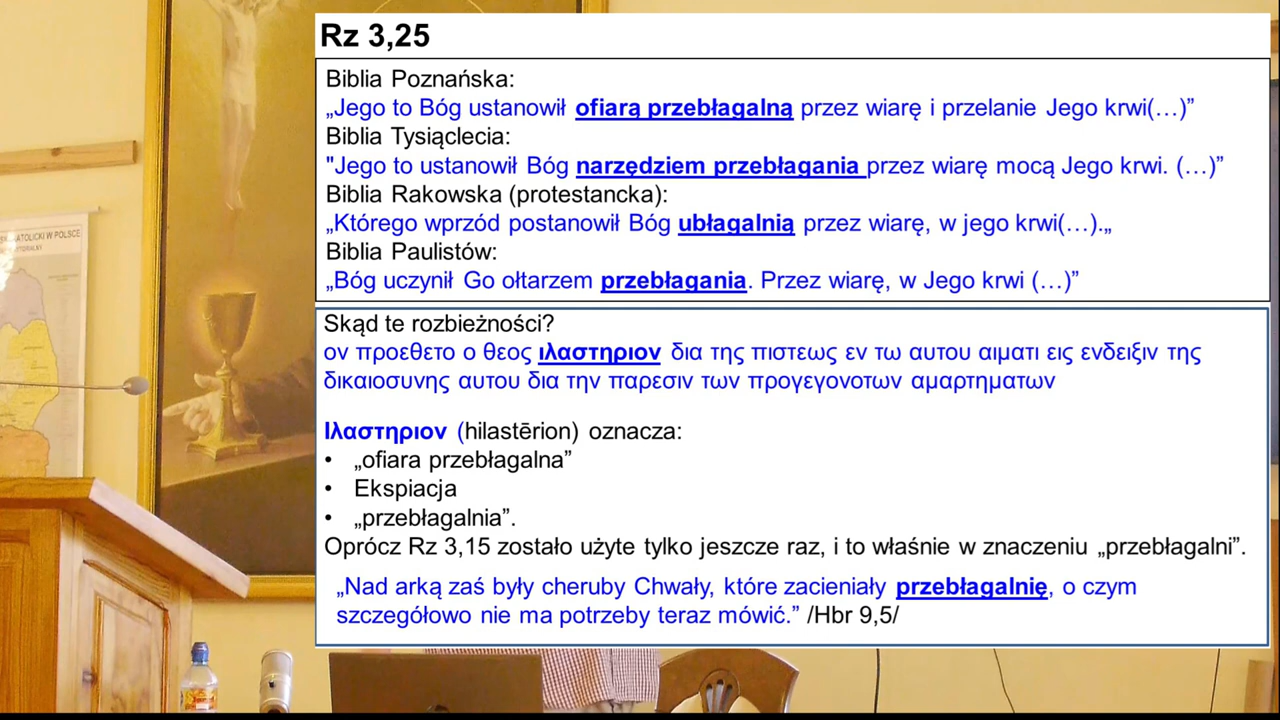 Rz 3,25
Biblia Poznańska:
„Jego to Bóg ustanowił ofiarą przebłagalną przez wiarę i przelanie Jego krwi(…)”
Biblia Tysiąclecia:
"Jego to ustanowił Bóg narzędziem przebłagania przez wiarę mocą Jego krwi. (…)”
Biblia Rakowska (protestancka):
„Którego wprzód postanowił Bóg ubłagalnią przez wiarę, w jego krwi(…).„
Biblia Paulistów:
„Bóg uczynił Go ołtarzem przebłagania. Przez wiarę, w Jego krwi (…)”
Skąd te rozbieżności?
ον προεθετο ο θεος ιλαστηριον δια της πιστεως εν τω αυτου αιματι εις ενδειξιν της
δικαιοσυνης αυτου δια την παρεσιν των προγεγονοτων αμαρτηματων
Ιλαστηριον (hilastērion) oznacza:
• „ofiara przebłagalna”
• Ekspiacja
• „przebłagalnia”.
Oprócz Rz 3,15 zostało użyte tylko jeszcze raz, i to właśnie w znaczeniu „przebłagalni”.
„Nad arką zaś były cheruby Chwały, które zacieniały przebłagalnię, o czym
szczegółowo nie ma potrzeby teraz mówić.” /Hbr 9,5/
ATOLICKI W POLSCE